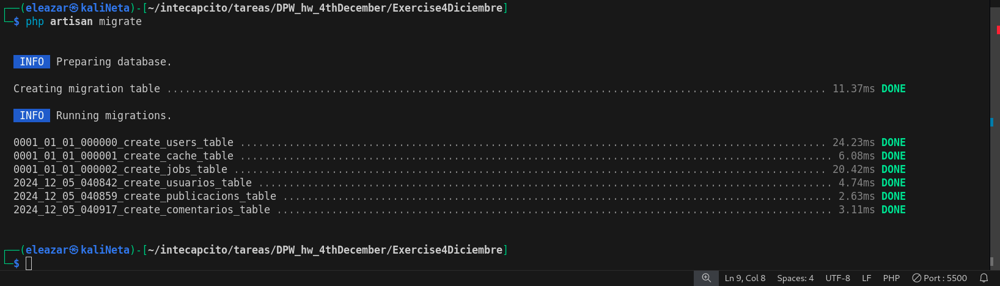 ┌──(eleazar㉿kaliNeta)-[~/intecapcito/tareas/DPW_hw_4thDecember/Exercise4Diciembre]
└─$ php artisan migrate
INFO Preparing database.
Creating migration table ............................................................................................................ 11.37ms DONE
INFO Running migrations.
0001_01_01_000000_create_users_table ................................................................................................ 24.23ms DONE
0001_01_01_000001_create_cache_table ................................................................................................. 6.08ms DONE
0001_01_01_000002_create_jobs_table ................................................................................................. 20.42ms DONE
2024_12_05_040842_create_usuarios_table .............................................................................................. 4.74ms DONE
2024_12_05_040859_create_publicacions_table .......................................................................................... 2.63ms DONE
2024_12_05_040917_create_comentarios_table ........................................................................................... 3.11ms DONE
┌──(eleazar㉿kaliNeta)-[~/intecapcito/tareas/DPW_hw_4thDecember/Exercise4Diciembre]
└─$
Ln 9, Col 8 Spaces: 4 UTF-8 LF PHP Port : 5500